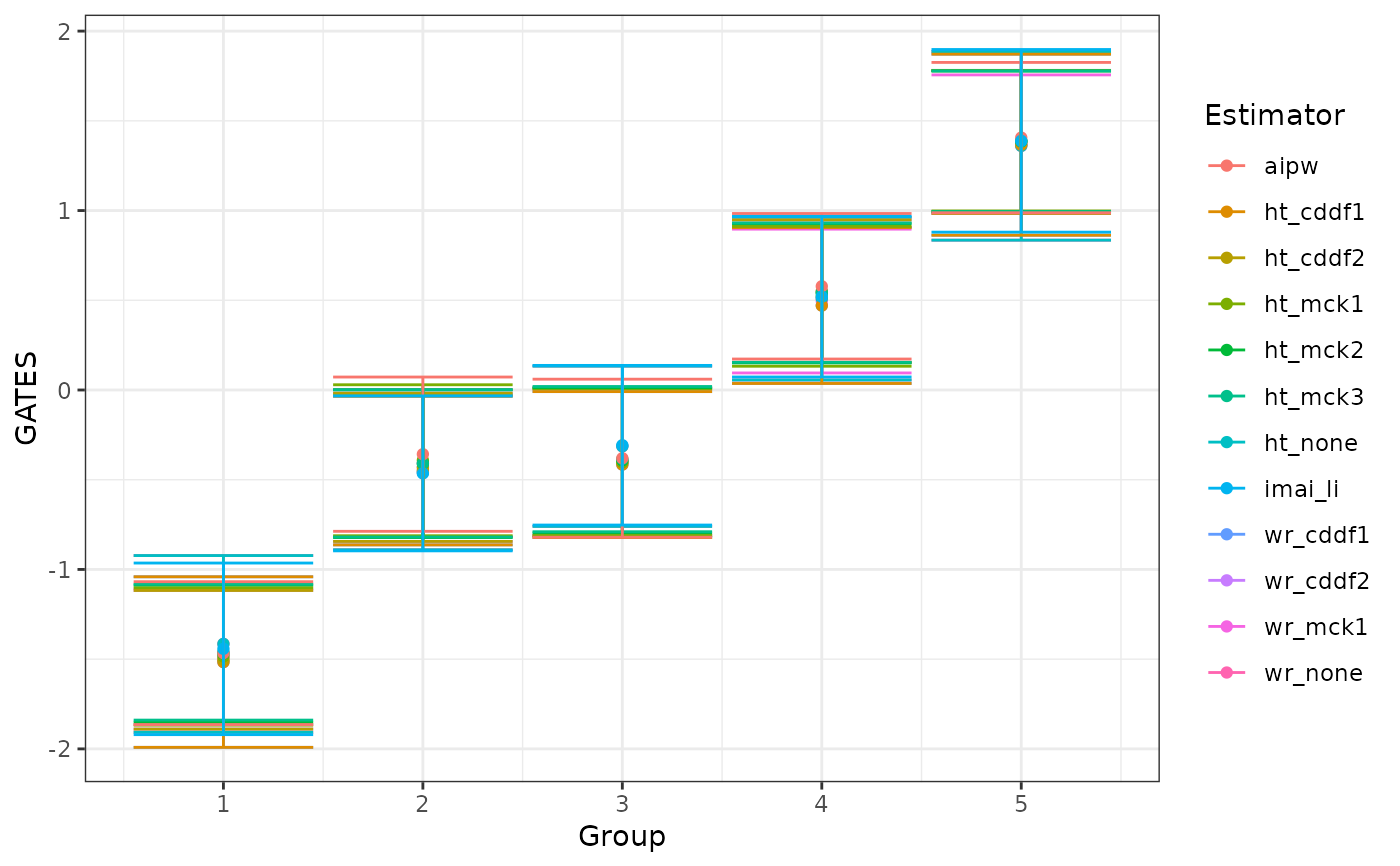 2
1
0
-1
-2
GATES
1
2
3
4
5
Group
Estimator
aipw
ht_cddf1
ht_cddf2
ht_mck1
ht_mck2
ht_mck3
ht_none
imai_li
wr_cddf1
wr_cddf2
wr_mck1
wr_none